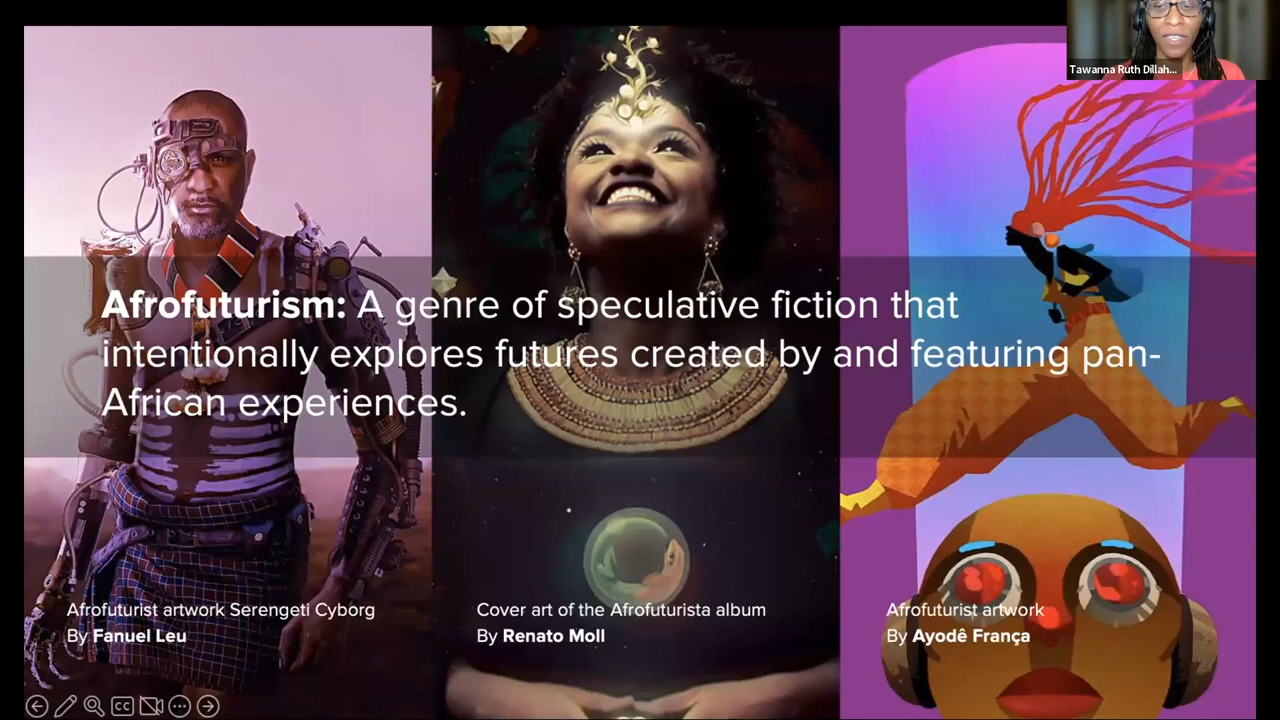 Tawanna Ruth Dillah...
Afrofuturism: A genre of speculative fiction that
intentionally explores futures created by and featuring pan-
African experiences.
Afrofuturist artwork Serengeti Cyborg
By Fanuel Leu
Cover art of the Afrofuturista album
By Renato Moll
Afrofuturist artwork
By Ayodê França
CC